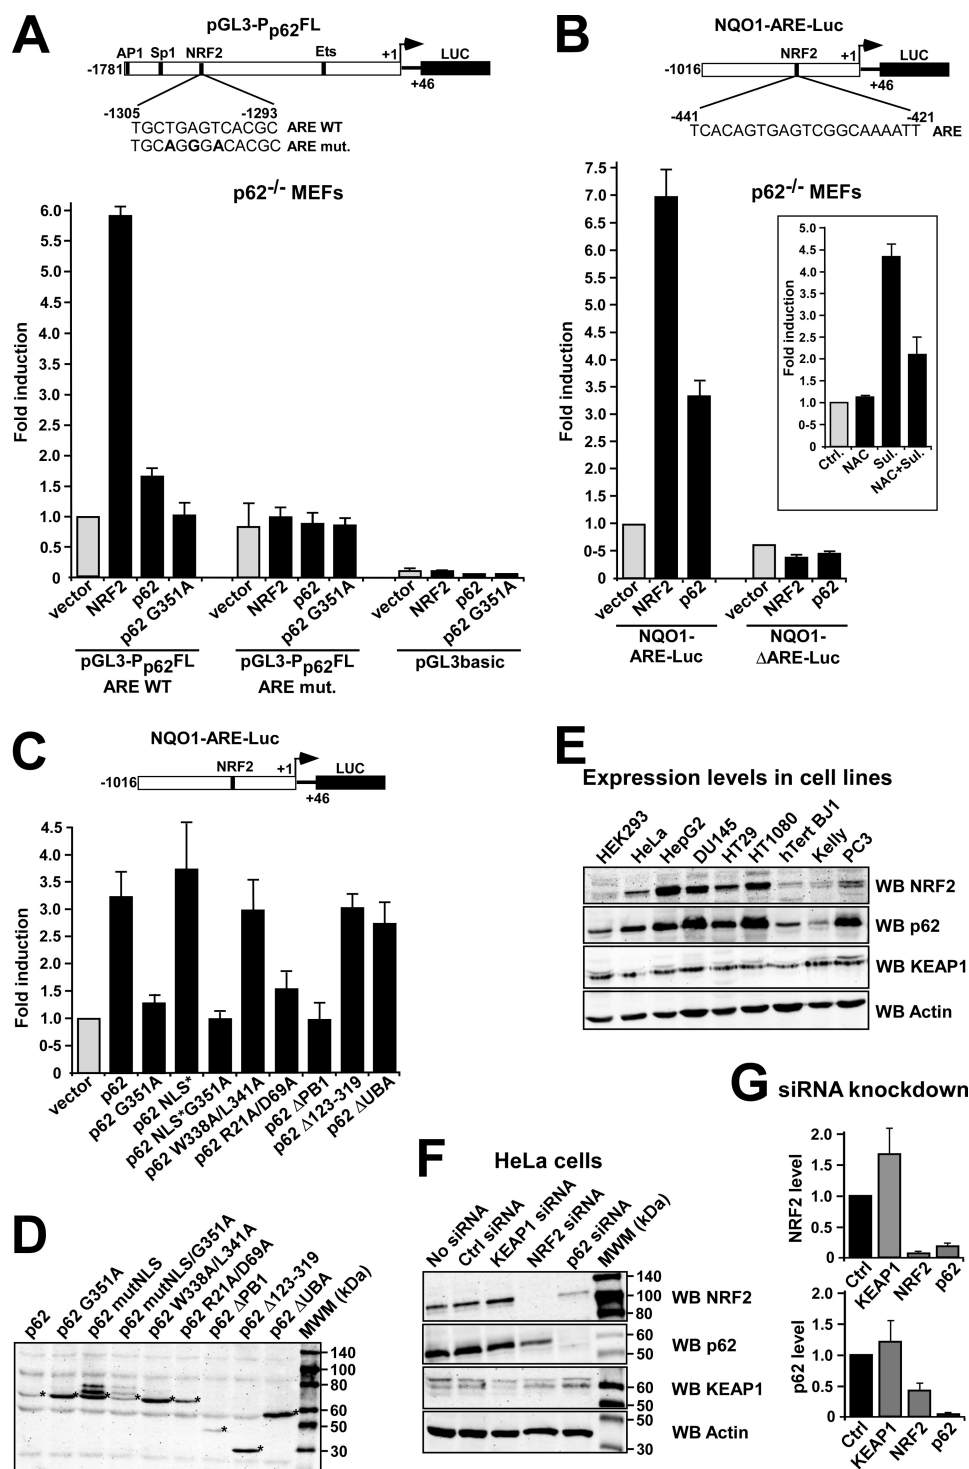 A
pGL3-Pp62FL
AP1 Sp1 NRF2 Ets +1 LUC
-1781
+46
-1305 -1293
TGCTGAGTCACGC ARE WT
TGCAGGGACACGC ARE mut.
p62-/- MEFs
Fold induction
6.0
5.5
5.0
4.5
4.0
3.5
3.0
2.5
2.0
1.5
1.0
0.5
0
vector NRF2 p62 p62 G351A
vector NRF2 p62 p62 G351A
vector NRF2 p62 p62 G351A
pGL3-Pp62FL
ARE WT
pGL3-Pp62FL
ARE mut.
pGL3basic
B
NQO1-ARE-Luc
NRF2 +1 LUC
-1016
+46
-441 -421
TCACAGTGAGTCGGCAAAATT ARE
p62-/- MEFs
Fold induction
7.5
7.0
6.5
6.0
5.5
5.0
4.5
4.0
3.5
3.0
2.5
2.0
1.5
1.0
0-5
0
vector NRF2 p62
vector NRF2 p62
NQO1-
ARE-Luc
NQO1-
ΔARE-Luc
Fold induction
5.0
4.5
4.0
3.5
3.0
2.5
2.0
1.5
1.0
0-5
0
Ctrl. NAC Sul. NAC+Sul.
C
NQO1-ARE-Luc
NRF2 +1 LUC
-1016
+46
Fold induction
4.5
4.0
3.5
3.0
2.5
2.0
1.5
1.0
0-5
0
vector
p62
p62 G351A
p62 NLS*
p62 NLS*G351A
p62 W338A/L341A
p62 R21A/D69A
p62 ΔPB1
p62 Δ123-319
p62 ΔUBA
D
p62
p62 G351A
p62 mutNLS
p62 mutNLS/G351A
p62 W338A/L341A
p62 R21A/D69A
p62 ΔPB1
p62 Δ123-319
p62 ΔUBA
MWM (kDa)
140
100
80
60
50
30
* * * * * * * * *
E
Expression levels in cell lines
HEK293
HeLa
HepG2
DU145
HT29
HT1080
hTert BJ1
Kelly
PC3
WB NRF2
WB p62
WB KEAP1
WB Actin
F
HeLa cells
No siRNA
Ctrl siRNA
KEAP1 siRNA
NRF2 siRNA
p62 siRNA
MWM (kDa)
140
100
80
WB NRF2
60
50
WB p62
60
50
WB KEAP1
50
30
WB Actin
G
siRNA knockdown
NRF2 level
2.0
1.5
1.0
0.5
0
Ctrl KEAP1 NRF2 p62
p62 level
2.0
1.5
1.0
0.5
0
Ctrl KEAP1 NRF2 p62